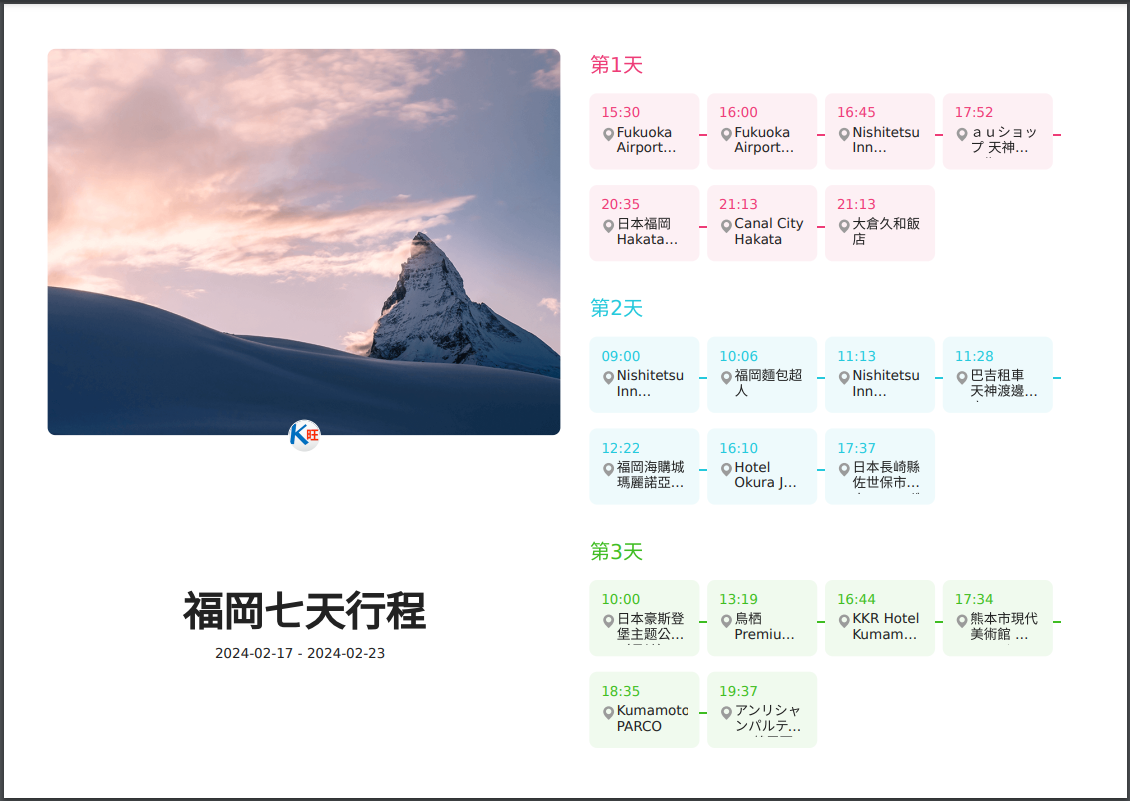 第1天
15:30
Fukuoka
Airport...
16:00
Fukuoka
Airport...
16:45
Nishitetsu
Inn...
17:52
ａｕショッ
プ 天神...
20:35
日本福岡
Hakata...
21:13
Canal City
Hakata
21:13
大倉久和飯
店
第2天
09:00
Nishitetsu
Inn...
10:06
福岡麵包超
人
11:13
Nishitetsu
Inn...
11:28
巴吉租車
天神渡邊...
12:22
福岡海購城
瑪麗諾亞...
16:10
Hotel
Okura J...
17:37
日本長崎縣
佐世保市...
第3天
10:00
日本豪斯登
堡主題公...
13:19
鳥栖
Premiu...
16:44
KKR Hotel
Kumam...
17:34
熊本市現代
美術館 ...
18:35
Kumamoto
PARCO
19:37
アンリシャ
ンパルテ...
K旺
福岡七天行程
2024-02-17 - 2024-02-23